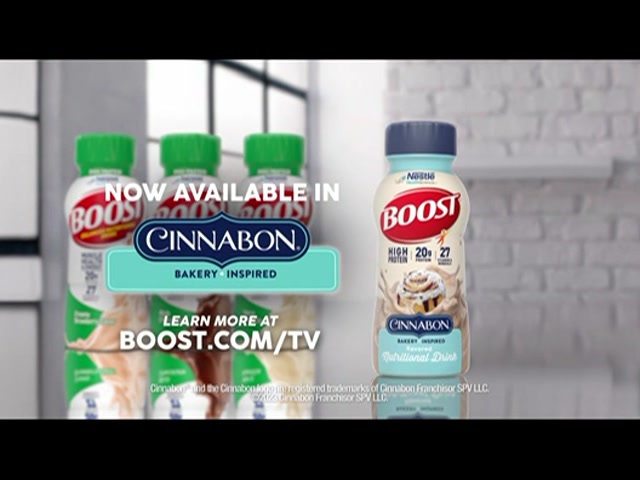 NOW AVAILABLE IN
CINNABON®
BAKERY • INSPIRED
LEARN MORE AT
BOOST.COM/TV
BOOST
Nestlé
BOOST
HIGH PROTEIN
20g PROTEIN
27
CINNABON
BAKERY • INSPIRED
flavored
Nutritional Drink
Cinnabon® and the Cinnabon logo are registered trademarks of Cinnabon Franchisor SPV LLC.
Cinnabon Franchisor SPV LLC.